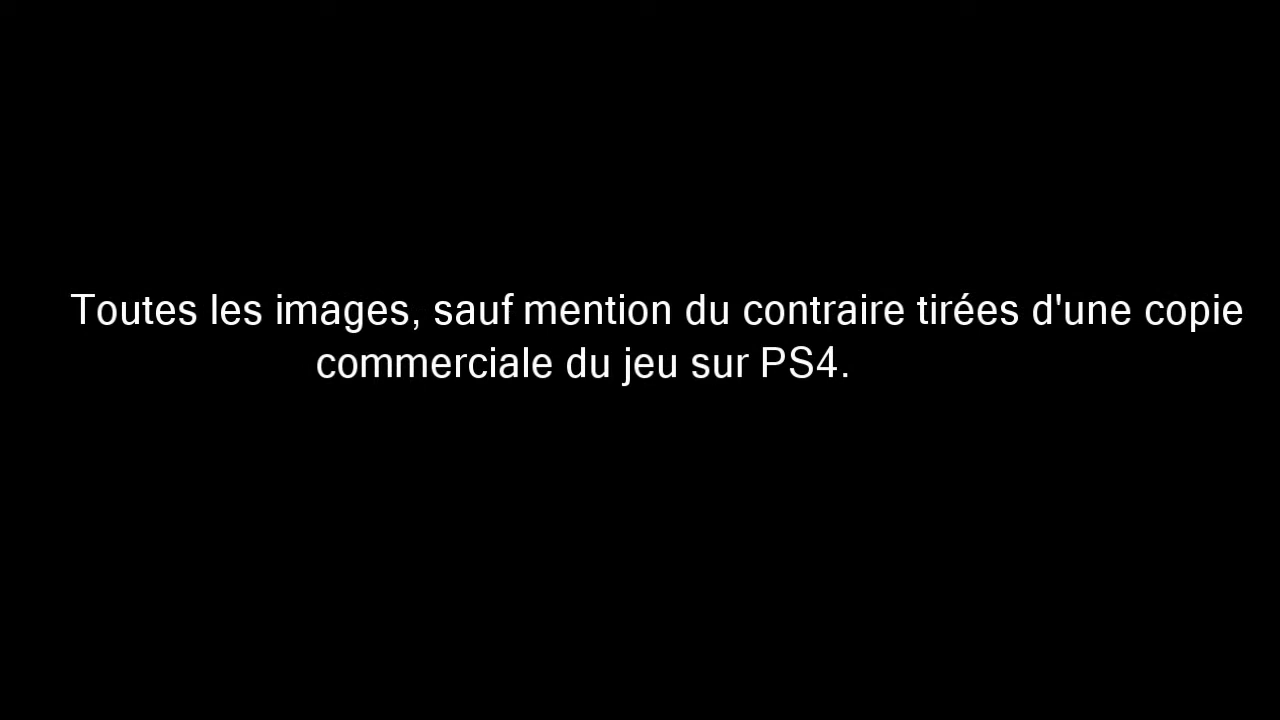 Toutes les images, sauf mention du contraire tirées d'une copie
commerciale du jeu sur PS4.